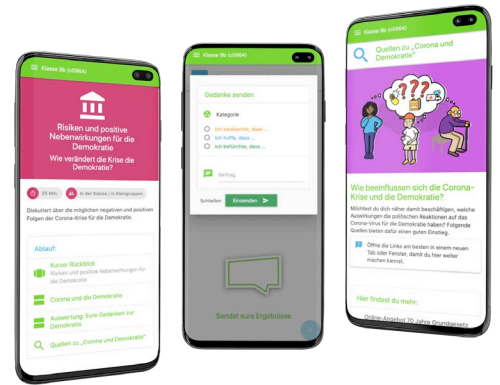 Klasse 9b (c0964)
Risiken und positive
Nebenwirkungen für die
Demokratie
Wie verändert die Krise die
Demokratie?
25 Min.
In der Klasse / in Kleingruppen
Diskutiert über die möglichen negativen und positiven
Folgen der Corona-Krise für die Demokratie.
Ablauf:
Kurzer Rückblick
Risiken und positive Nebenwirkungen für
die Demokratie
Corona und die Demokratie
Auswertung: Eure Gedanken zur
Demokratie
Quellen zu „Corona und Demokratie"
Klasse 9b (c0964)
Gedanke senden
Kategorie
Ich beobachte, dass ...
Ich hoffe, dass ...
Ich befürchte, dass ...
Beitrag
Schließen
Einsenden
Sendet eure Ergebnisse
Klasse 9b (c0964)
Quellen zu „Corona und
Demokratie"
???
Wie beeinflussen sich die Corona-
Krise und die Demokratie?
Möchtest du dich näher damit beschäftigen, welche
Auswirkungen die politischen Reaktionen auf das
Corona-Virus für die Demokratie haben? Folgende
Quellen bieten dafür einen guten Einstieg.
Öffne die Links am besten in einem neuen
Tab oder Fenster, damit du hier weiter
machen kannst.
Hier findest du mehr:
Online-Angebot 70 Jahre Grundgesetz